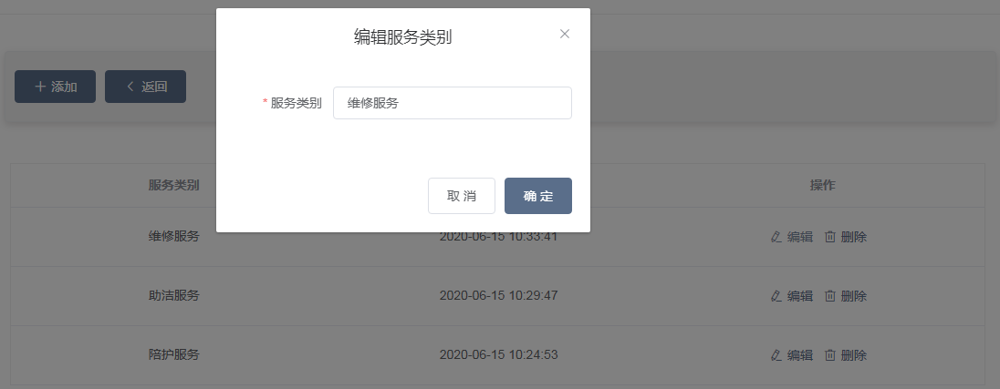 编辑服务类别
添加 返回
* 服务类别 维修服务
取消 确定
服务类别 操作
维修服务 2020-06-15 10:33:41 编辑 删除
助洁服务 2020-06-15 10:29:47 编辑 删除
陪护服务 2020-06-15 10:24:53 编辑 删除